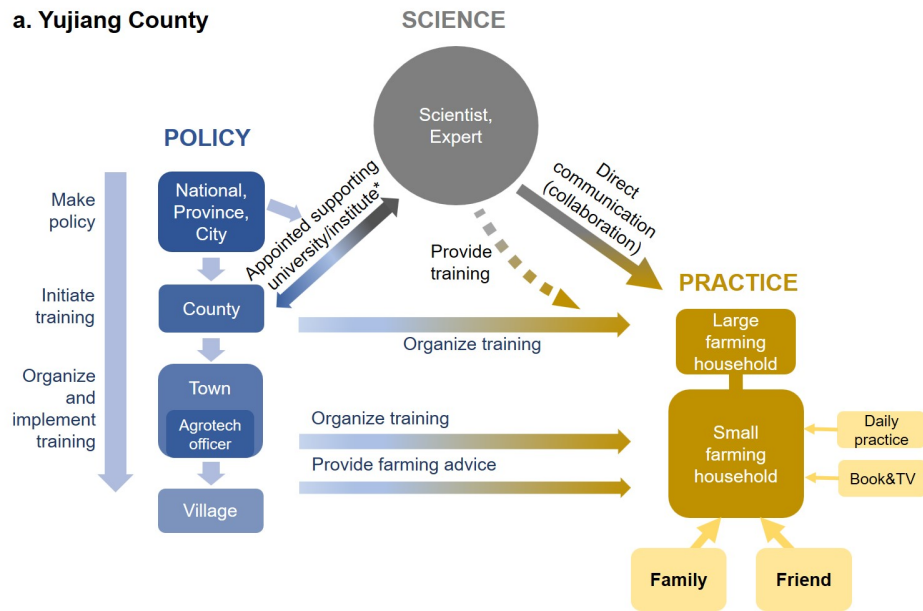 a. Yujiang County
SCIENCE
Scientist,
Expert
POLICY
Make
policy
National,
Province,
City
Appointed supporting
university/institute*
Direct
communication
(collaboration)
Provide
training
PRACTICE
Initiate
training
County
Organize training
Large
farming
household
Organize
and
implement
training
Town
Agrotech
officer
Organize training
Provide farming advice
Small
farming
household
Daily
practice
Book&TV
Village
Family
Friend